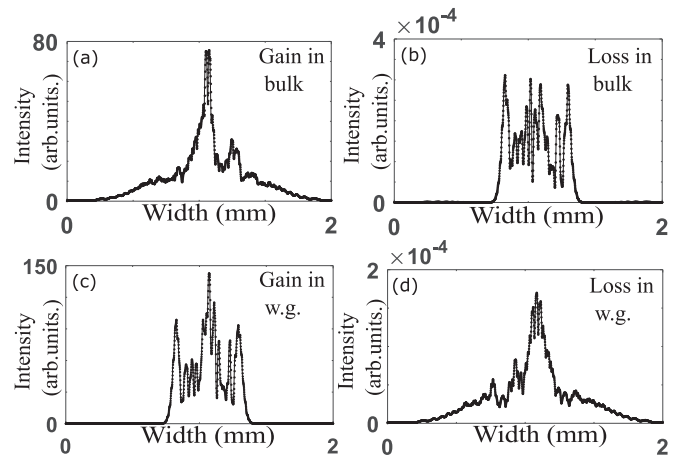 80
(a)
Gain in
bulk
Intensity
(arb.units.)
0
0
Width (mm)
2
×10⁻⁴
4
(b)
Loss in
bulk
Intensity
(arb.units.)
0
0
Width (mm)
2
150
(c)
Gain in
w.g.
Intensity
(arb.units.)
0
0
Width (mm)
2
×10⁻⁴
2
(d)
Loss in
w.g.
Intensity
(arb.units.)
0
0
Width (mm)
2